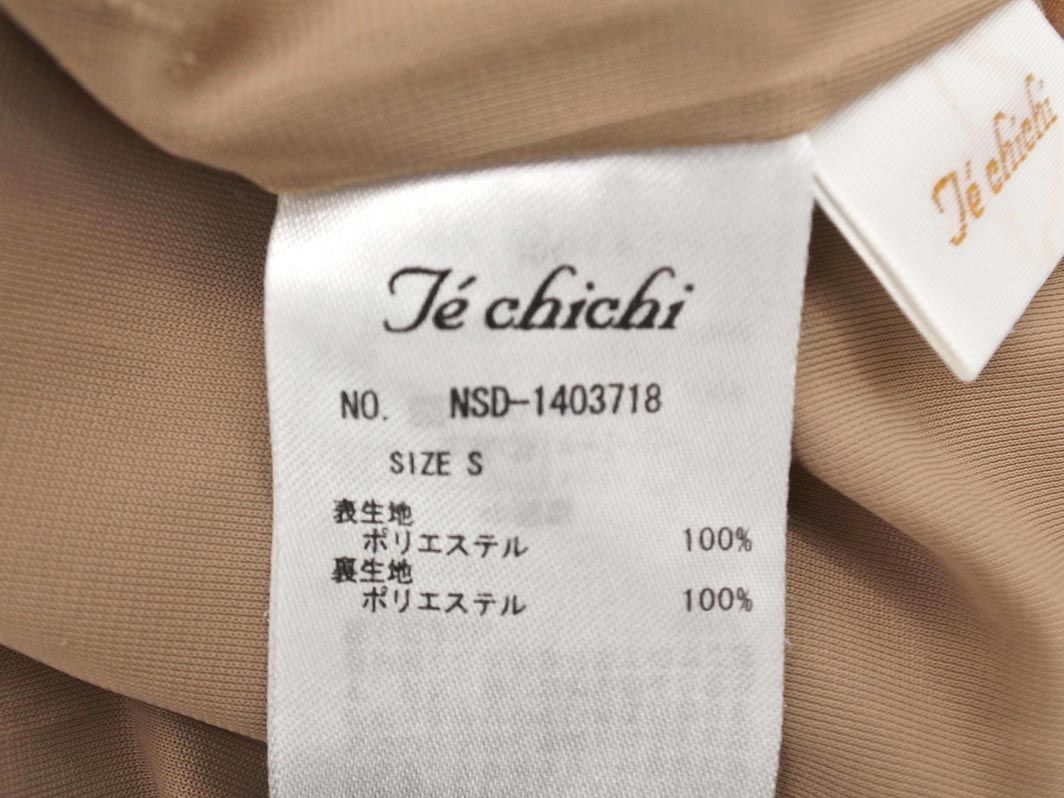 Té chichi
Té chichi
NO. NSD-1403718
SIZE S
表生地
ポリエステル 100%
裏生地
ポリエステル 100%